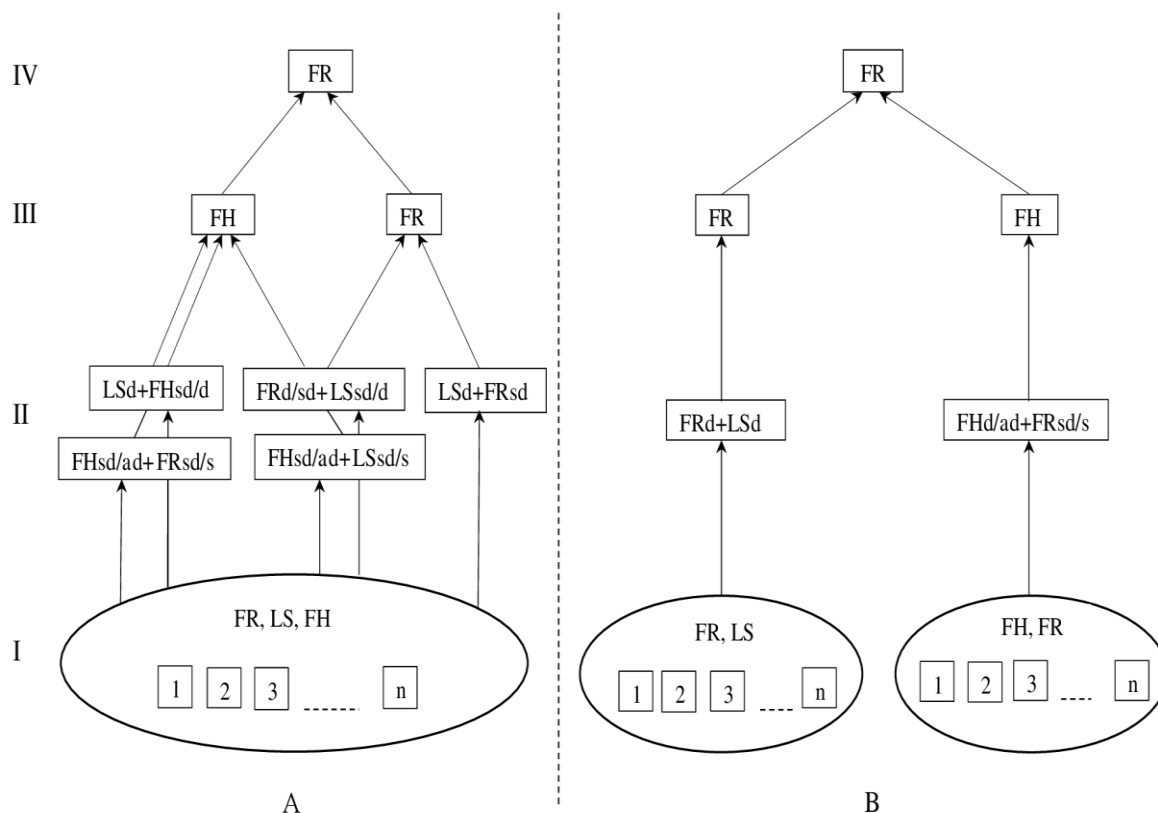 IV
FR
FR
III
FH
FR
FR
FH
LSd+FHsd/d
FRd/sd+LSsd/d
LSd+FRsd
II
FRd+LSd
FHd/ad+FRsd/s
FHsd/ad+FRsd/s
FHsd/ad+LSsd/s
FR, LS, FH
FR, LS
FH, FR
I
1 2 3 ...... n
1 2 3 .... n
1 2 3 .... n
A
B